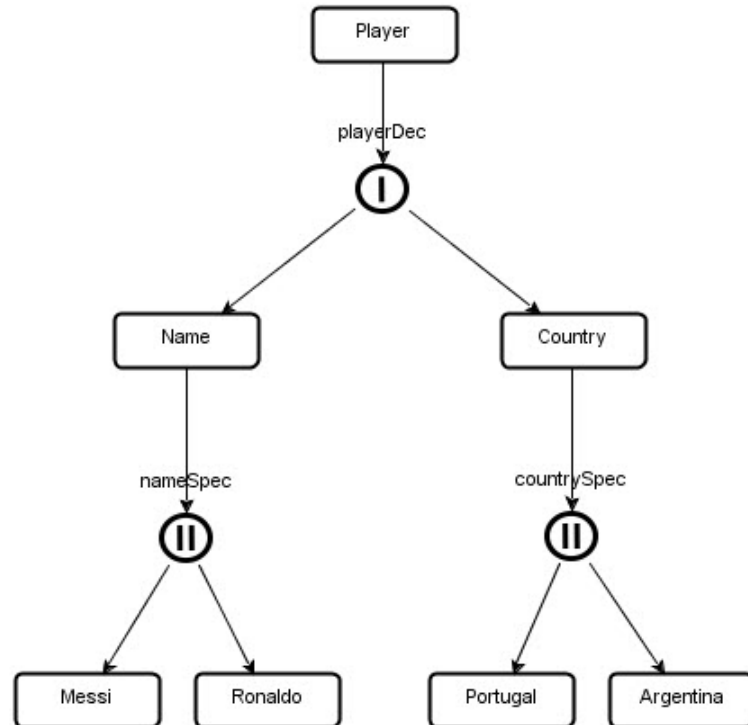 Player
playerDec
I
Name
Country
nameSpec
countrySpec
II
II
Messi
Ronaldo
Portugal
Argentina